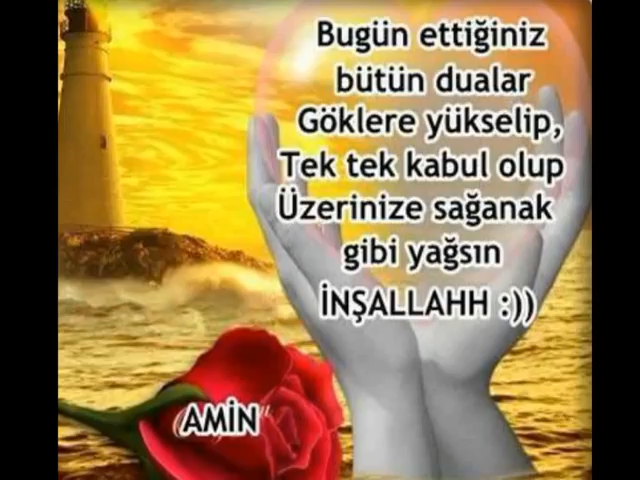 Bugün ettiğiniz
bütün dualar
Göklere yükselip,
Tek tek kabul olup
Üzerinize sağanak
gibi yağsın
İNŞALLAHH :))
AMİN